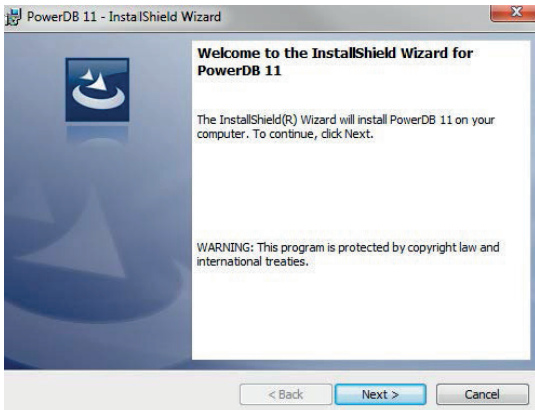 PowerDB 11 - InstallShield Wizard
Welcome to the InstallShield Wizard for
PowerDB 11
The InstallShield(R) Wizard will install PowerDB 11 on your
computer. To continue, click Next.
WARNING: This program is protected by copyright law and
international treaties.
< Back
Next >
Cancel